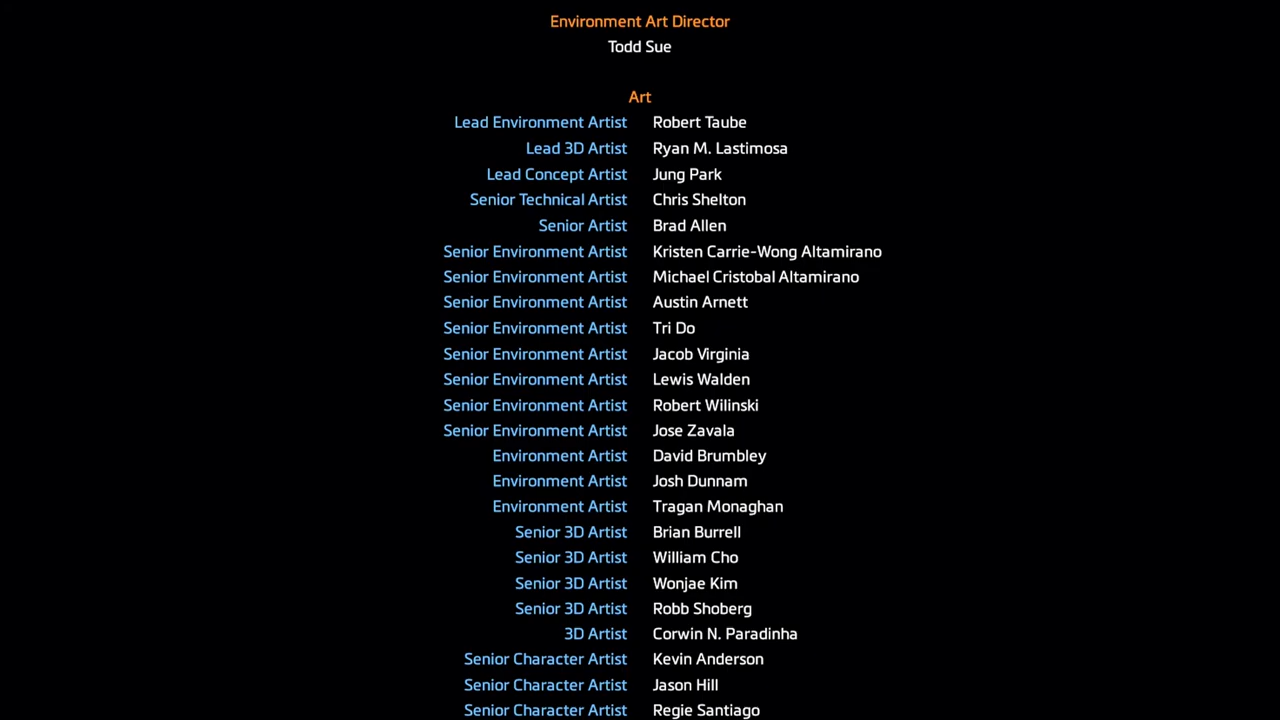 Environment Art Director
Todd Sue
Art
Lead Environment Artist Robert Taube
Lead 3D Artist Ryan M. Lastimosa
Lead Concept Artist Jung Park
Senior Technical Artist Chris Shelton
Senior Artist Brad Allen
Senior Environment Artist Kristen Carrie-Wong Altamirano
Senior Environment Artist Michael Cristobal Altamirano
Senior Environment Artist Austin Arnett
Senior Environment Artist Tri Do
Senior Environment Artist Jacob Virginia
Senior Environment Artist Lewis Walden
Senior Environment Artist Robert Wilinski
Senior Environment Artist Jose Zavala
Environment Artist David Brumbley
Environment Artist Josh Dunnam
Environment Artist Tragan Monaghan
Senior 3D Artist Brian Burrell
Senior 3D Artist William Cho
Senior 3D Artist Wonjae Kim
Senior 3D Artist Robb Shoberg
3D Artist Corwin N. Paradinha
Senior Character Artist Kevin Anderson
Senior Character Artist Jason Hill
Senior Character Artist Regie Santiago